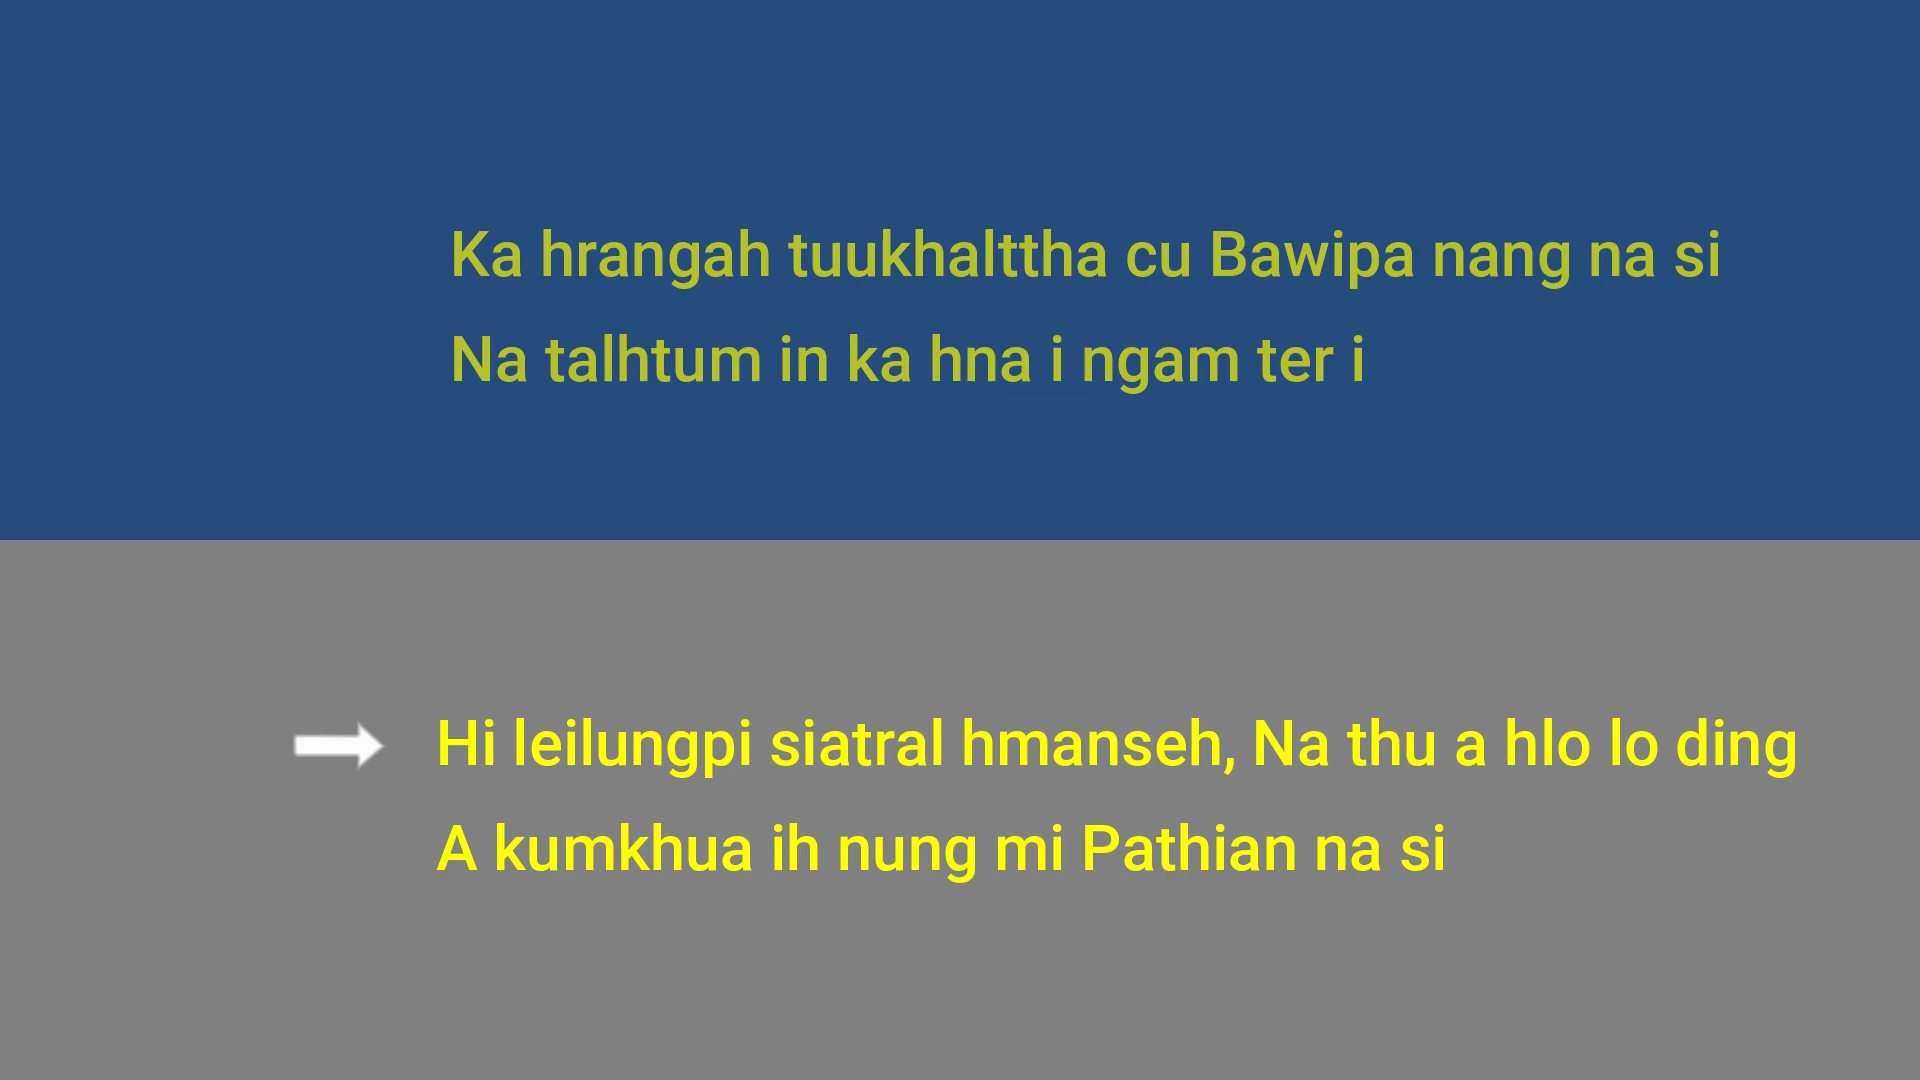 Ka hrangah tuukhalttha cu Bawipa nang na si
Na talhtum in ka hna i ngam ter i
Hi leilungpi siatral hmanseh, Na thu a hlo lo ding
A kumkhua ih nung mi Pathian na si